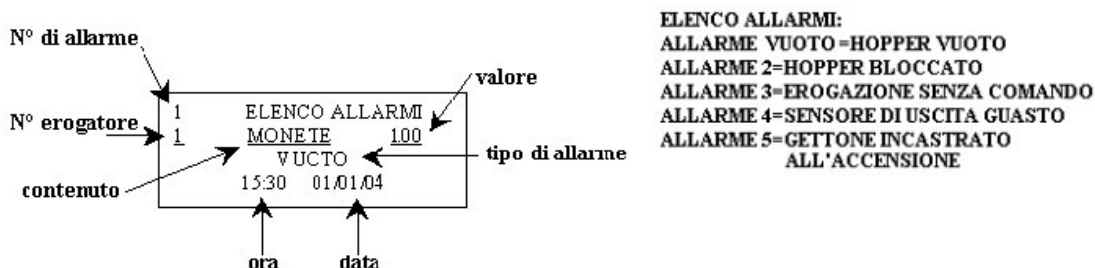 N° di allarme
N° erogatore
contenuto
1 ELENCO ALLARMI
1 MONETE 1.00
VUCTO
15:30 01/01/04
valore
tipo di allarme
ora data
ELENCO ALLARMI:
ALLARME VUOTO =HOPPER VUOTO
ALLARME 2=HOPPER BLOCCATO
ALLARME 3=EROGAZIONE SENZA COMANDO
ALLARME 4=SENSORE DI USCITA GUASTO
ALLARME 5=GETTONE INCASTRATO
ALL'ACCENSIONE